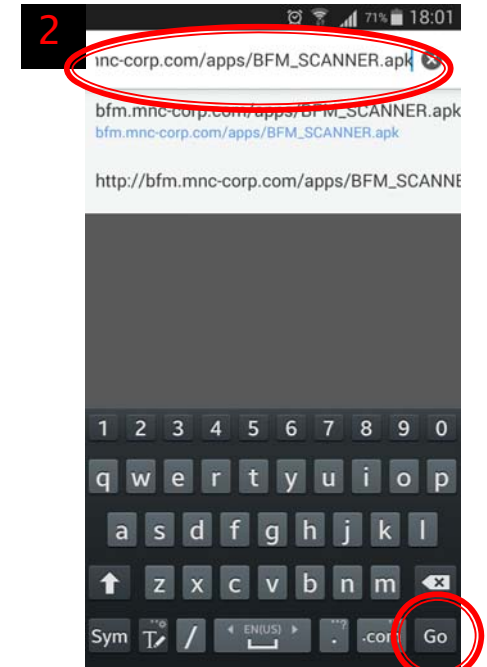 2
71% 18:01
nc-corp.com/apps/BFM_SCANNER.apk
bfm.mnc-corp.com/apps/BFM_SCANNER.apk
bfm.mnc-corp.com/apps/BFM_SCANNER.apk
http://bfm.mnc-corp.com/apps/BFM_SCANNE
1 2 3 4 5 6 7 8 9 0
q w e r t y u i o p
a s d f g h j k l
z x c v b n m
Sym T / EN(US) . ? .com Go